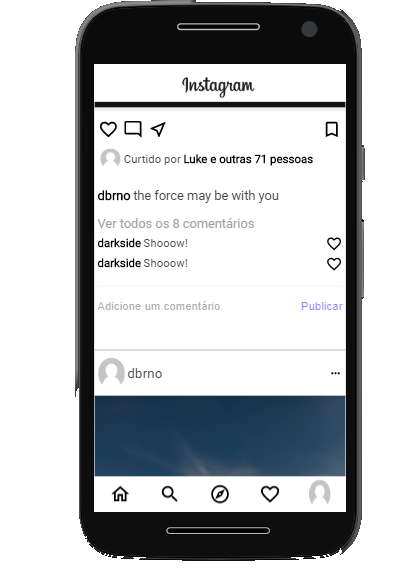 Instagram
Curtido por Luke e outras 71 pessoas
dbrno the force may be with you
Ver todos os 8 comentários
darkside Shooow!
darkside Shooow!
Adicione um comentário Publicar
dbrno